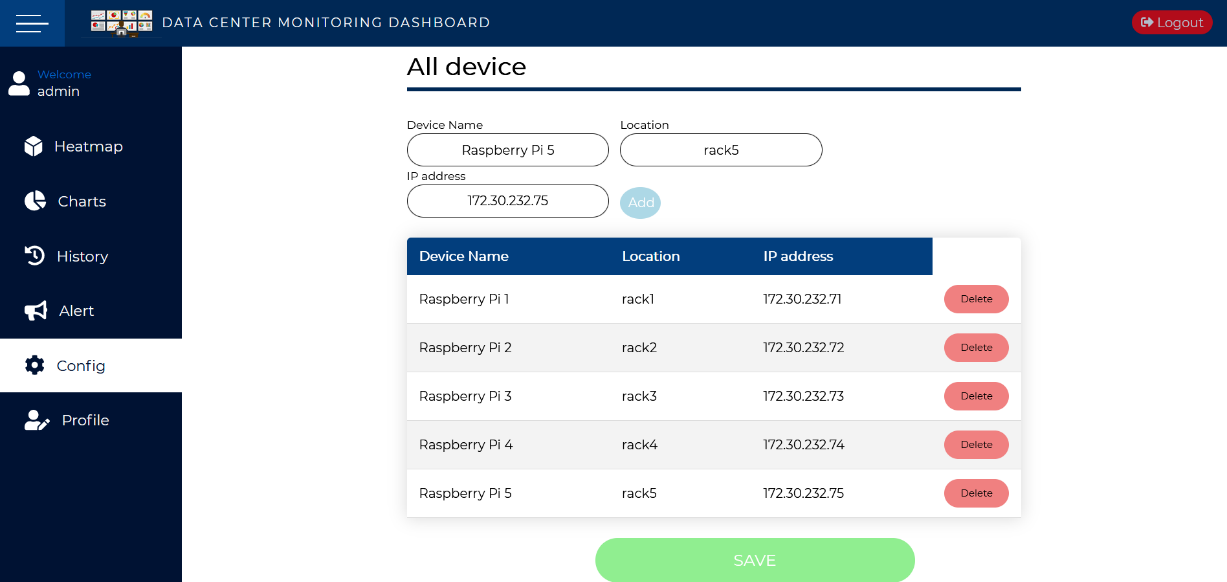 DATA CENTER MONITORING DASHBOARD
Logout
Welcome
admin
Heatmap
Charts
History
Alert
Config
Profile
All device
Device Name Location
Raspberry Pi 5 rack5
IP address
172.30.232.75 Add
Device Name Location IP address
Raspberry Pi 1 rack1 172.30.232.71 Delete
Raspberry Pi 2 rack2 172.30.232.72 Delete
Raspberry Pi 3 rack3 172.30.232.73 Delete
Raspberry Pi 4 rack4 172.30.232.74 Delete
Raspberry Pi 5 rack5 172.30.232.75 Delete
SAVE